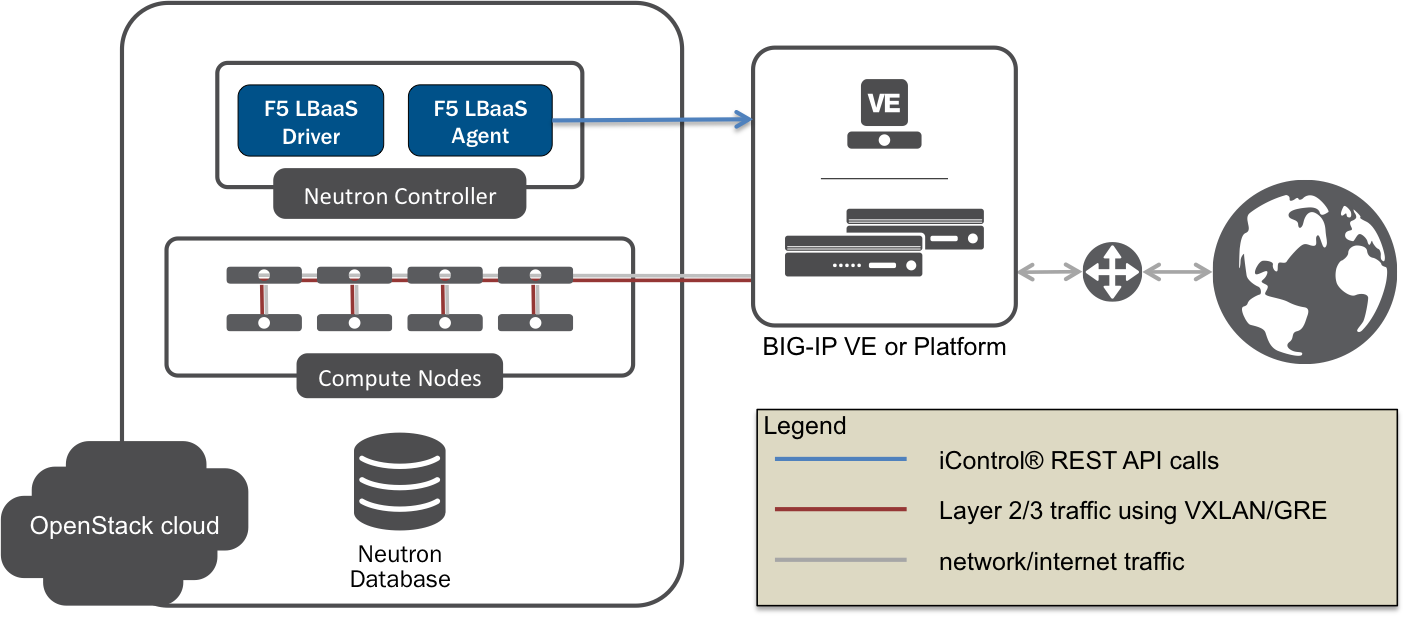 F5 LBaaS
Driver
F5 LBaaS
Agent
Neutron Controller
VE
Compute Nodes
BIG-IP VE or Platform
OpenStack cloud
Neutron
Database
Legend
iControl® REST API calls
Layer 2/3 traffic using VXLAN/GRE
network/internet traffic